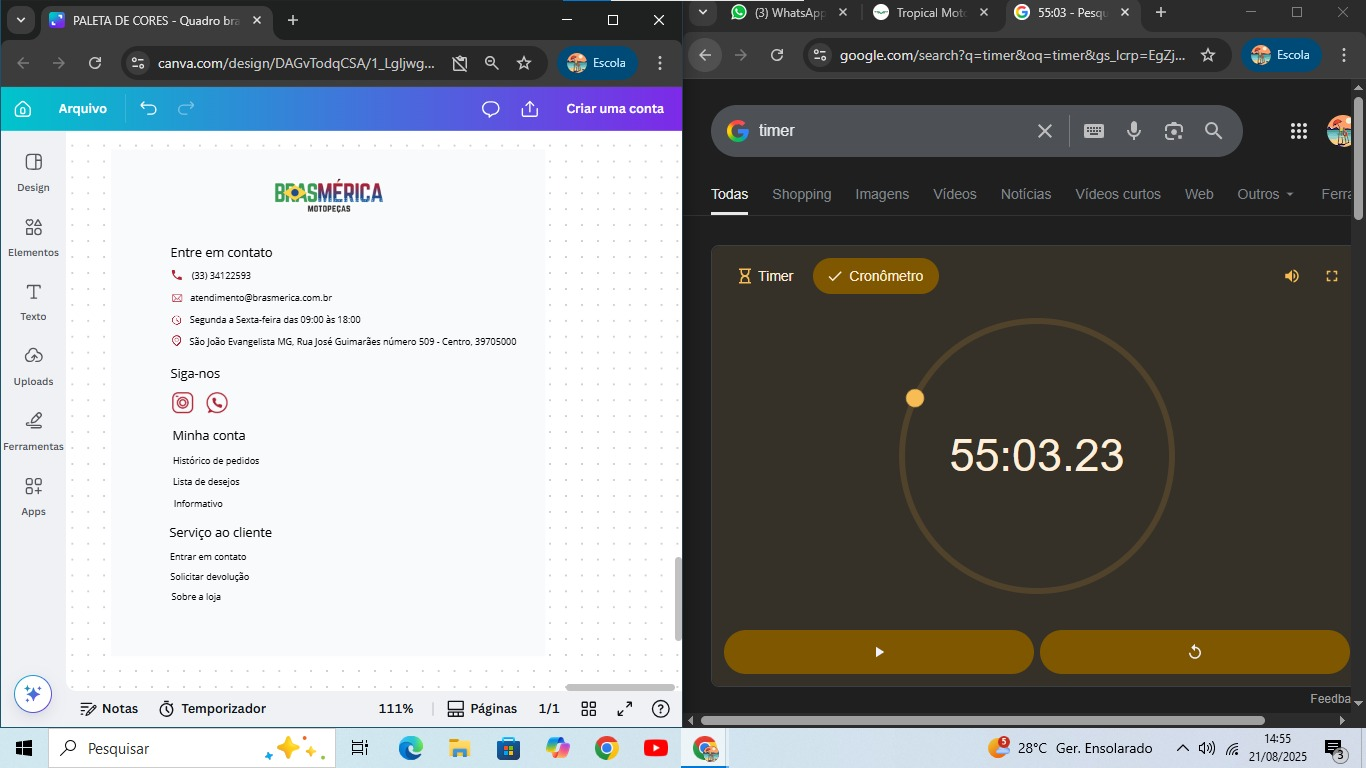 PALETA DE CORES - Quadro bra
canva.com/design/DAGvTodqCSA/1_Lgljwg...
Escola
Arquivo
Criar uma conta
Design
Elementos
Texto
Uploads
Ferramentas
Apps
BRASMÉRICA
MOTOPEÇAS
Entre em contato
(33) 34122593
atendimento@brasmerica.com.br
Segunda a Sexta-feira das 09:00 às 18:00
São João Evangelista MG, Rua José Guimarães número 509 - Centro, 39705000
Siga-nos
Minha conta
Histórico de pedidos
Lista de desejos
Informativo
Serviço ao cliente
Entrar em contato
Solicitar devolução
Sobre a loja
Notas
Temporizador
111%
Páginas
1/1
(3) WhatsApp
Tropical Moto
55:03 - Pesqu
google.com/search?q=timer&oq=timer&gs_lcrp=EgZj...
Escola
timer
Todas
Shopping
Imagens
Vídeos
Notícias
Vídeos curtos
Web
Outros
Ferra
Timer
Cronômetro
55:03.23
Feedba
Pesquisar
5
28°C Ger. Ensolarado
14:55
21/08/2025
3